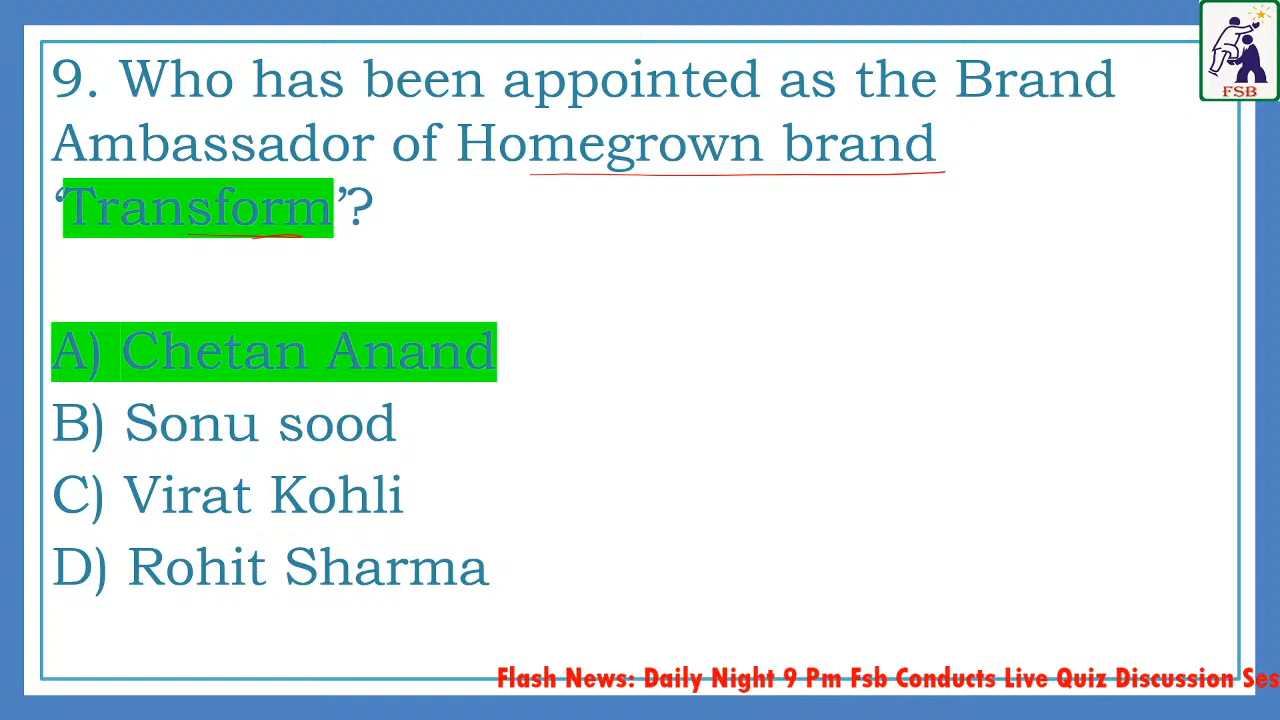 9. Who has been appointed as the Brand
Ambassador of Homegrown brand
‘Transform’?
A) Chetan Anand
B) Sonu sood
C) Virat Kohli
D) Rohit Sharma
FSB
Flash News: Daily Night 9 Pm Fsb Conducts Live Quiz Discussion Ses